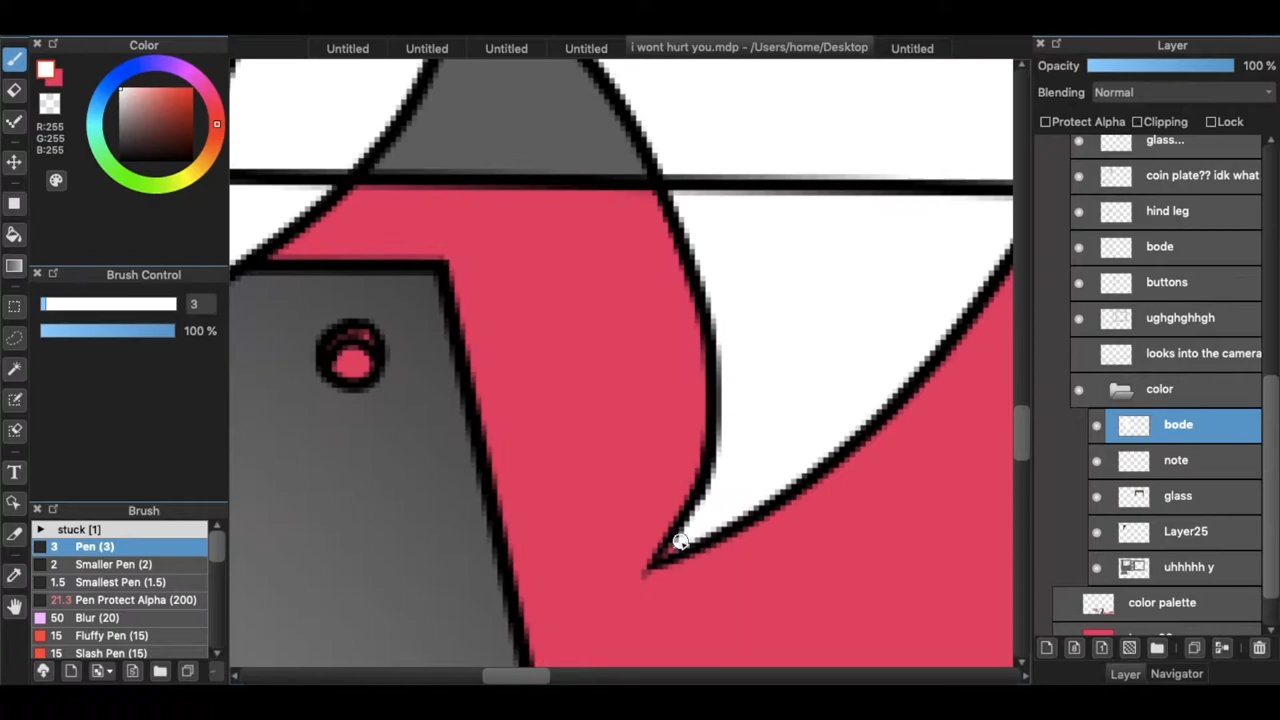 Color
Untitled
Untitled
Untitled
Untitled
i wont hurt you.mdp - /Users/home/Desktop
Untitled
Layer
Opacity
100 %
Blending
Normal
Protect Alpha
Clipping
Lock
R:255
G:255
B:255
Brush Control
3
100 %
Brush
stuck [1]
3 Pen (3)
2 Smaller Pen (2)
1.5 Smallest Pen (1.5)
21.3 Pen Protect Alpha (200)
50 Blur (20)
15 Fluffy Pen (15)
15 Slash Pen (15)
glass...
coin plate?? idk what
hind leg
bode
buttons
ughghghhgh
looks into the camera
color
bode
note
glass
Layer25
uhhhhh y
color palette
Layer
Navigator